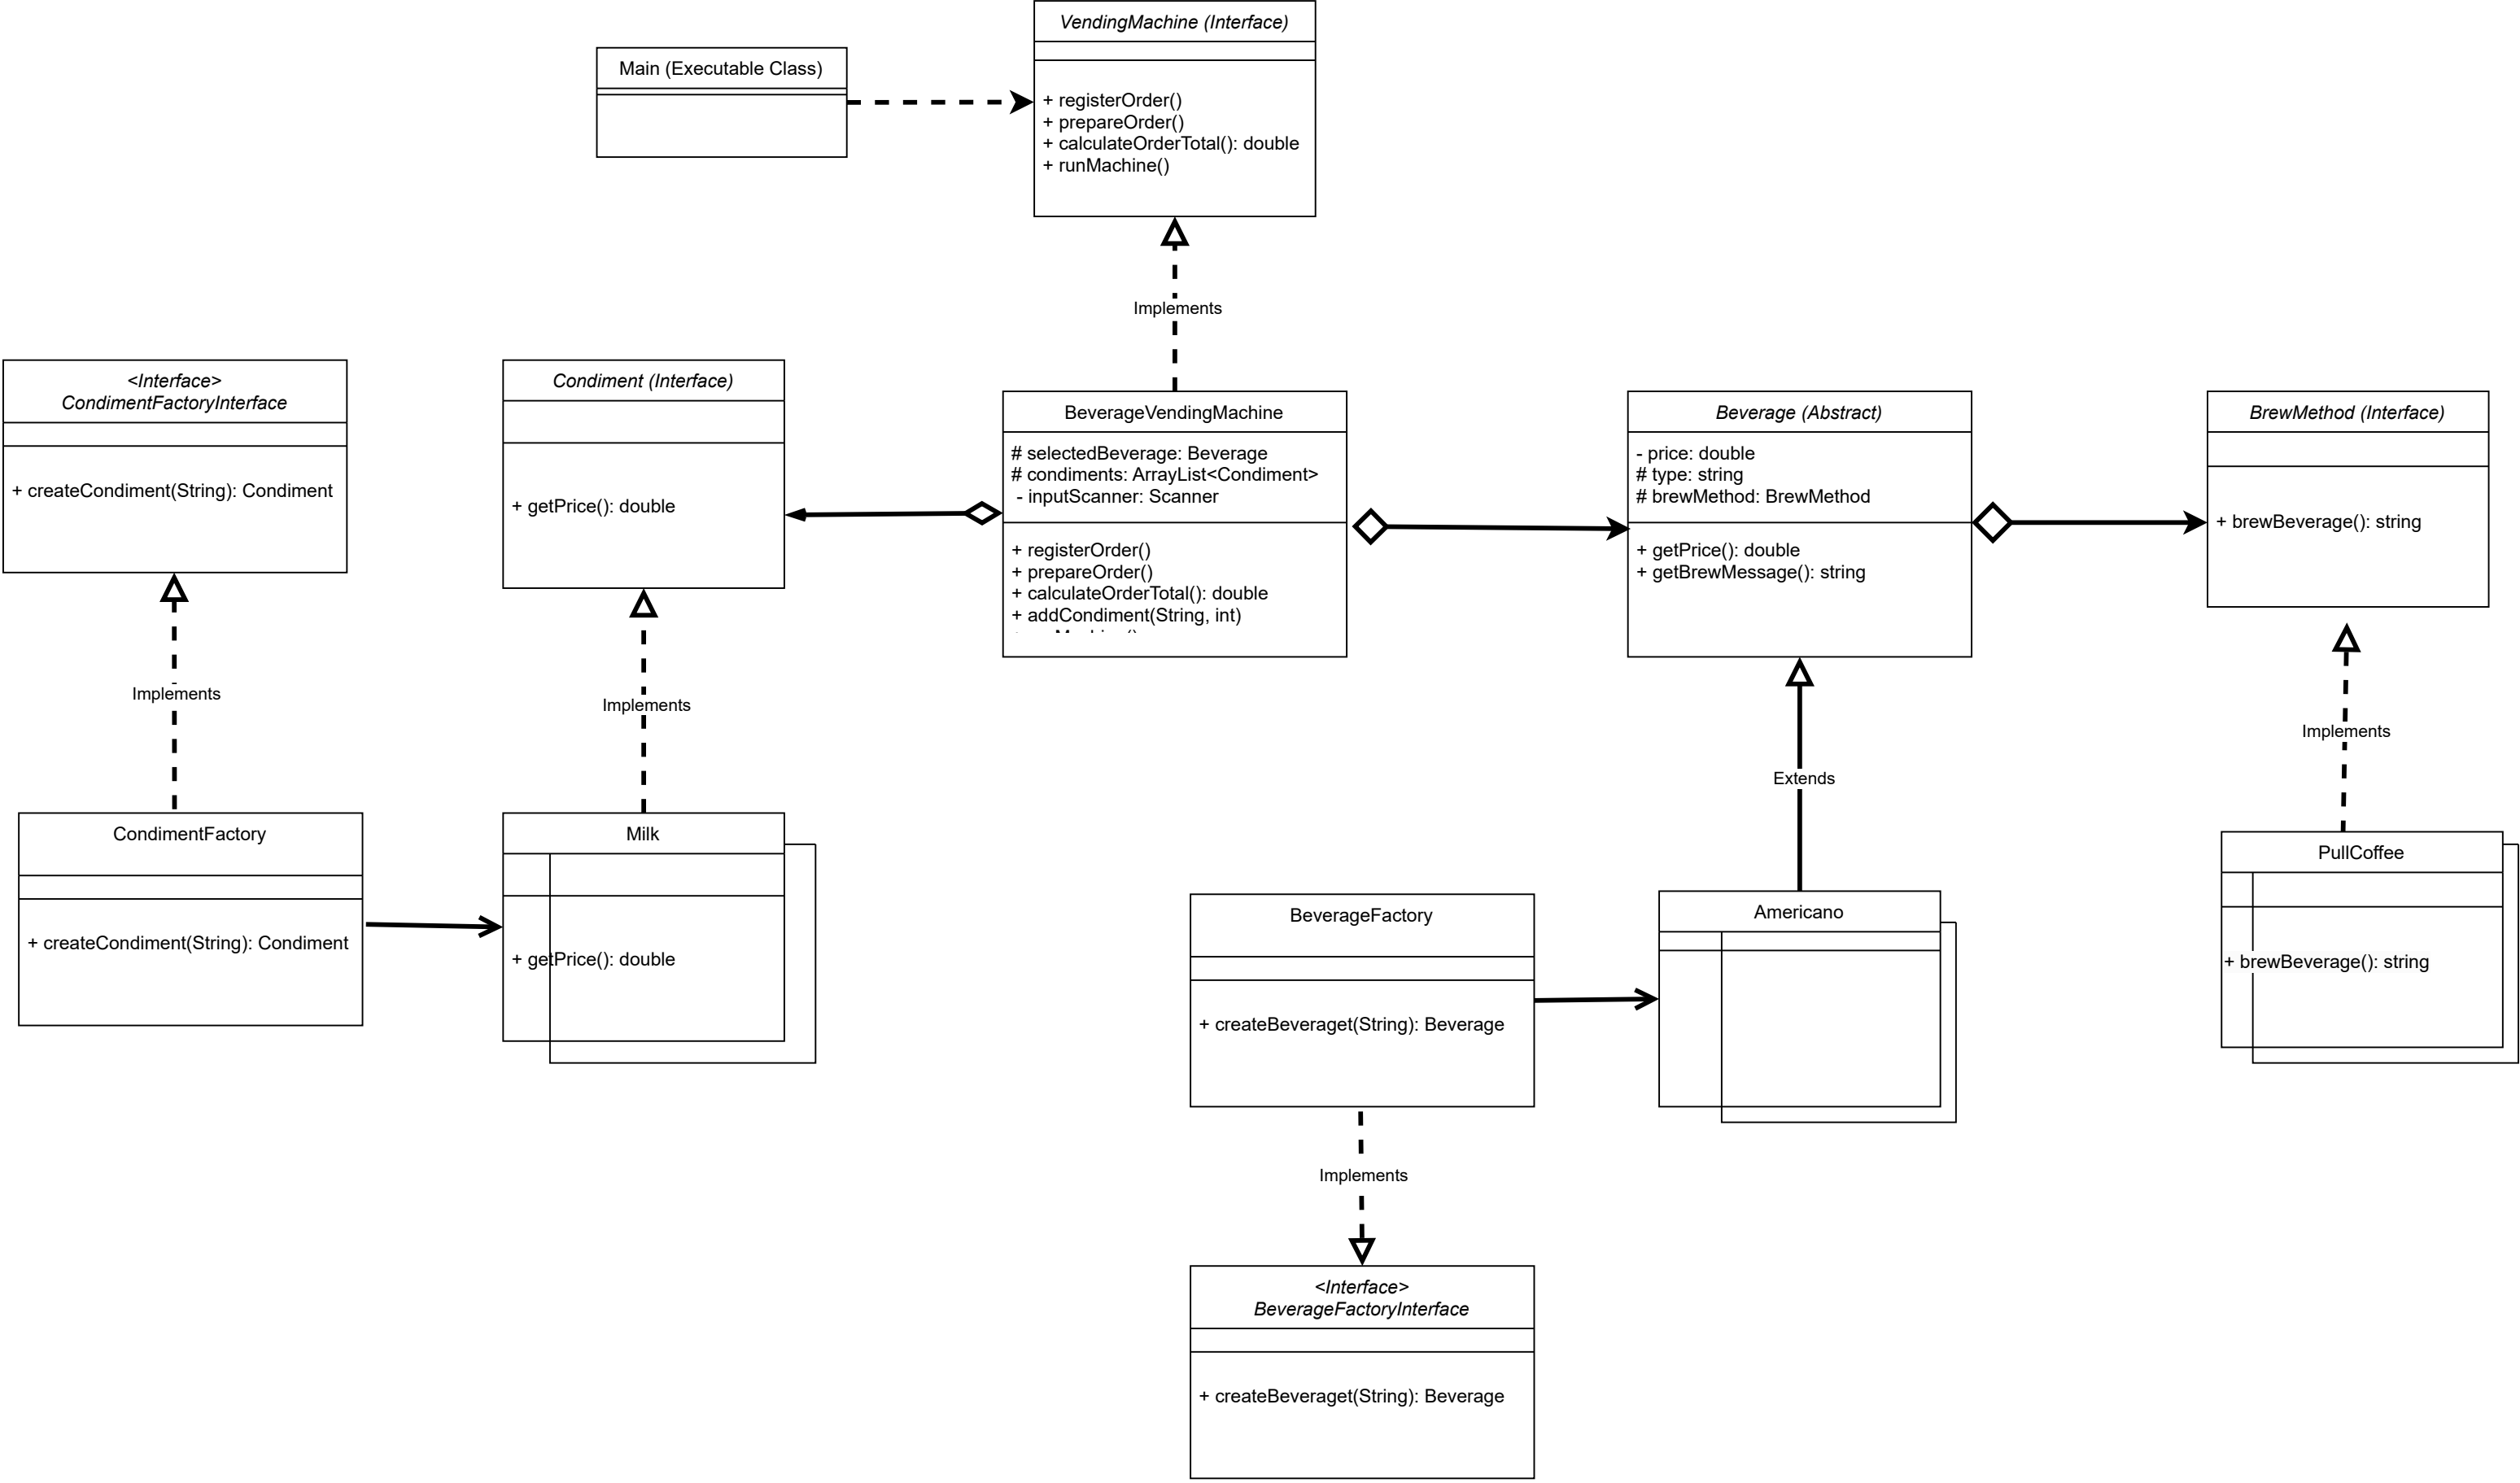 VendingMachine (Interface)
+ registerOrder()
+ prepareOrder()
+ calculateOrderTotal(): double
+ runMachine()
Main (Executable Class)
Implements
<Interface>
CondimentFactoryInterface
+ createCondiment(String): Condiment
Condiment (Interface)
+ getPrice(): double
BeverageVendingMachine
# selectedBeverage: Beverage
# condiments: ArrayList<Condiment>
- inputScanner: Scanner
+ registerOrder()
+ prepareOrder()
+ calculateOrderTotal(): double
+ addCondiment(String, int)
Beverage (Abstract)
- price: double
# type: string
# brewMethod: BrewMethod
+ getPrice(): double
+ getBrewMessage(): string
BrewMethod (Interface)
+ brewBeverage(): string
Implements
Implements
Extends
Implements
CondimentFactory
+ createCondiment(String): Condiment
Milk
+ getPrice(): double
BeverageFactory
+ createBeveraget(String): Beverage
Americano
PullCoffee
+ brewBeverage(): string
Implements
<Interface>
BeverageFactoryInterface
+ createBeveraget(String): Beverage